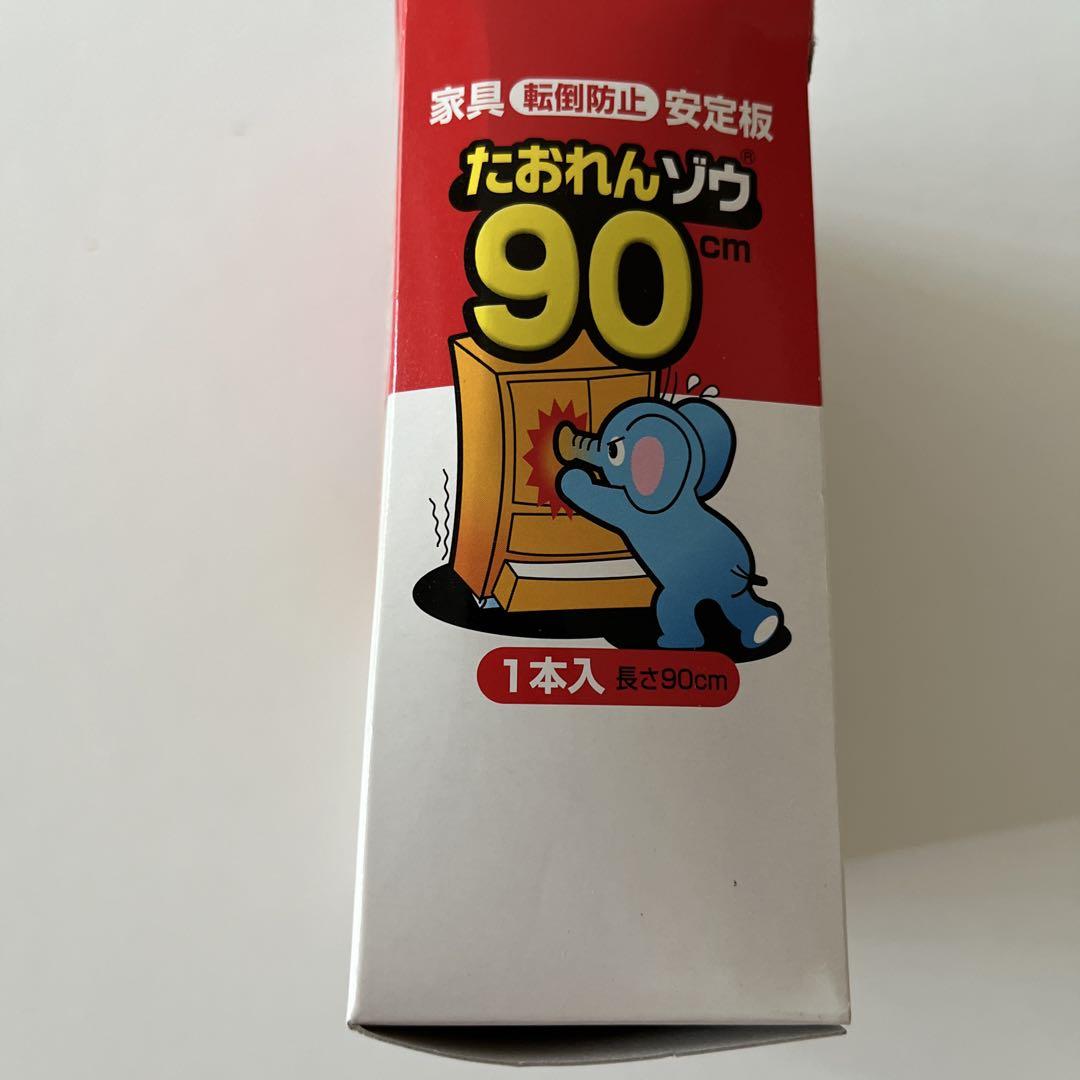 家具 転倒防止 安定板
たおれんゾウ®
90cm
1本入 長さ90cm